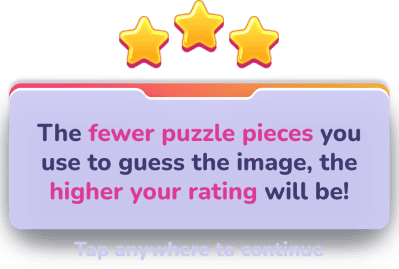 The fewer puzzle pieces you
use to guess the image, the
higher your rating will be!
Tap anywhere to continue